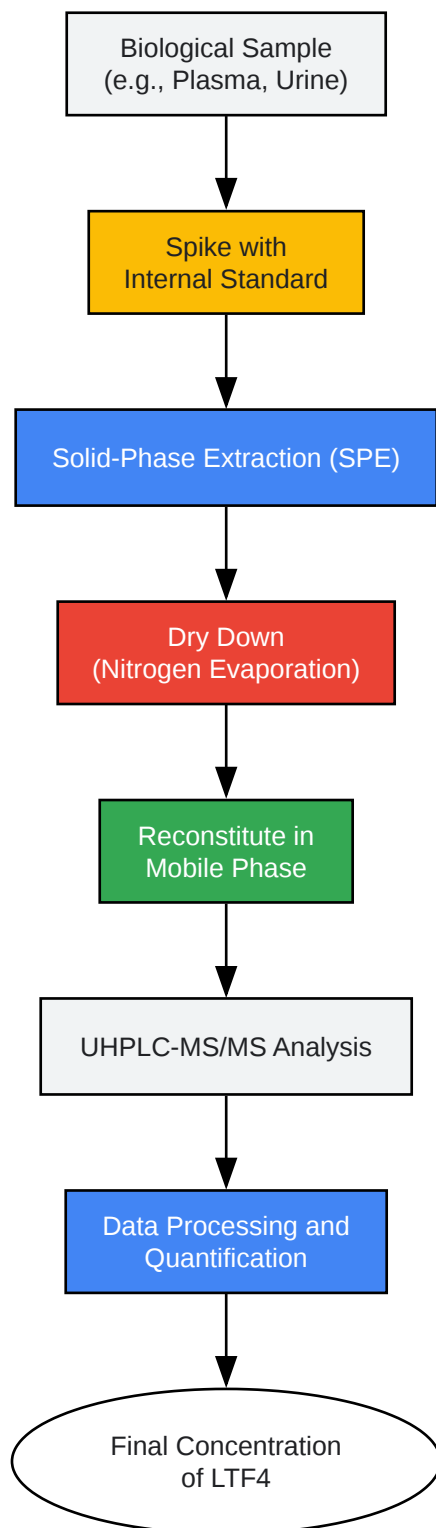 Biological Sample
(e.g., Plasma, Urine)
Spike with
Internal Standard
Solid-Phase Extraction (SPE)
Dry Down
(Nitrogen Evaporation)
Reconstitute in
Mobile Phase
UHPLC-MS/MS Analysis
Data Processing and
Quantification
Final Concentration
of LTF4